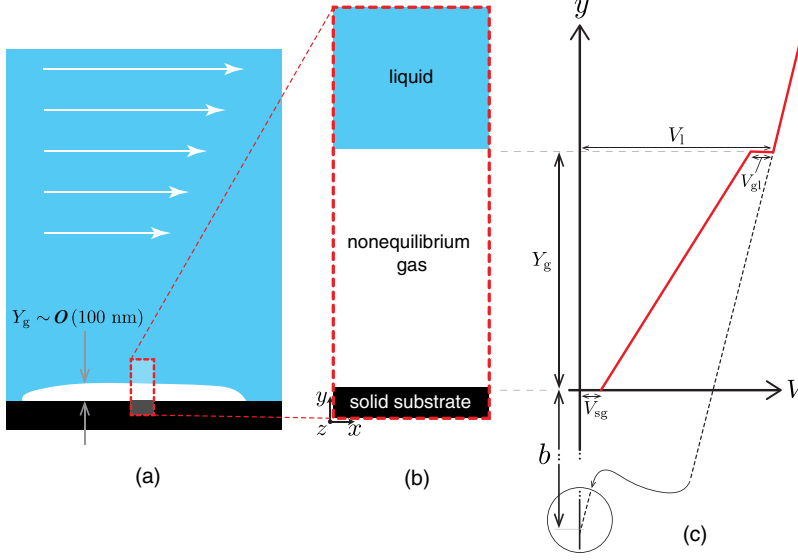 Y_g ~ O (100 nm)
(a)
liquid
nonequilibrium
gas
solid substrate
y
z
x
(b)
y
V_l
V_gl
Y_g
V
V_sg
b
(c)